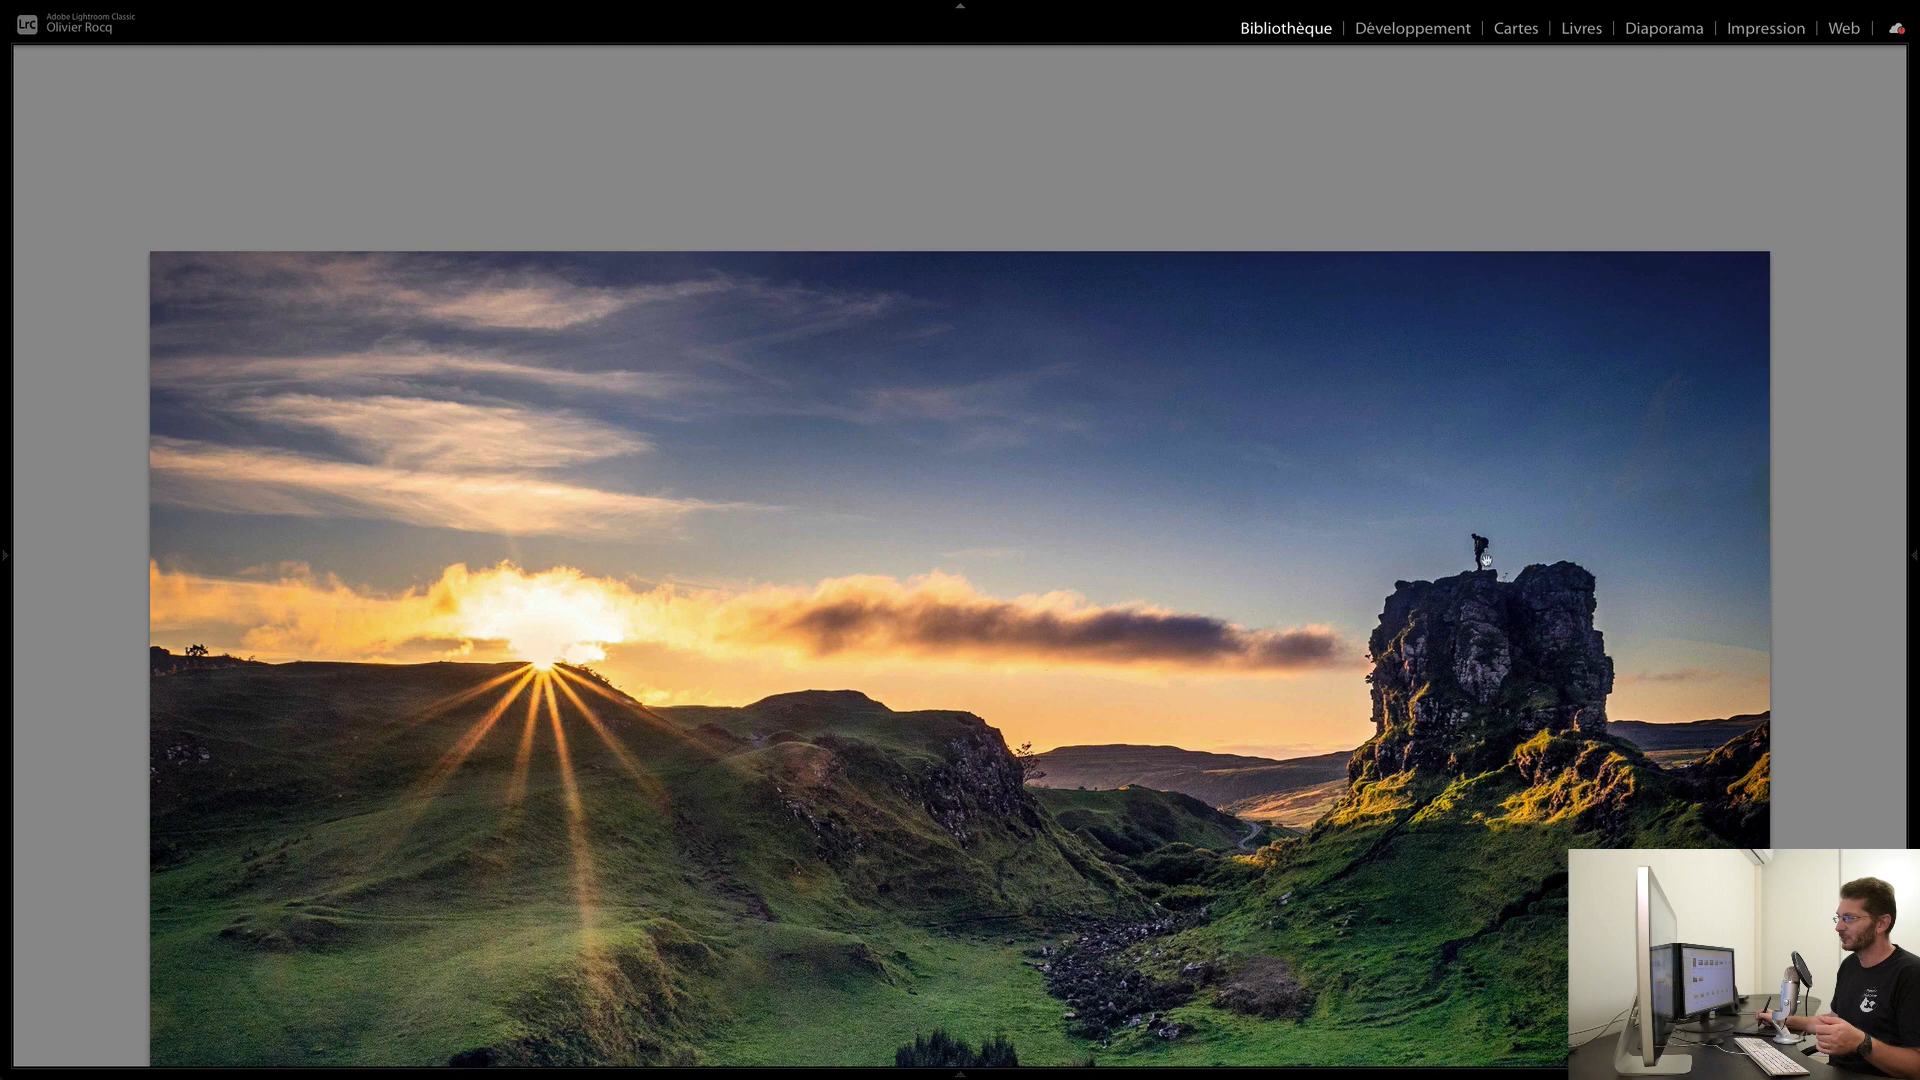 Lrc
Adobe Lightroom Classic
Olivier Rocq
Bibliothèque
Développement
Cartes
Livres
Diaporama
Impression
Web